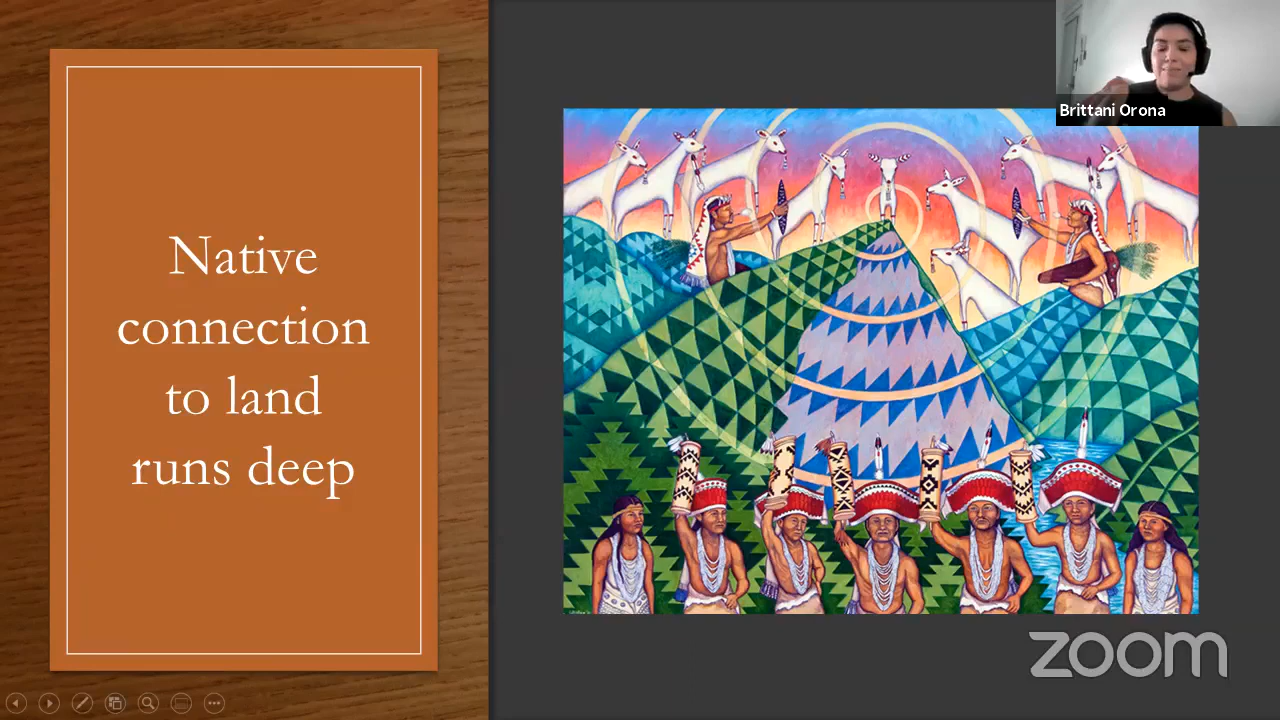 Native
connection
to land
runs deep
Brittani Orona
zoom